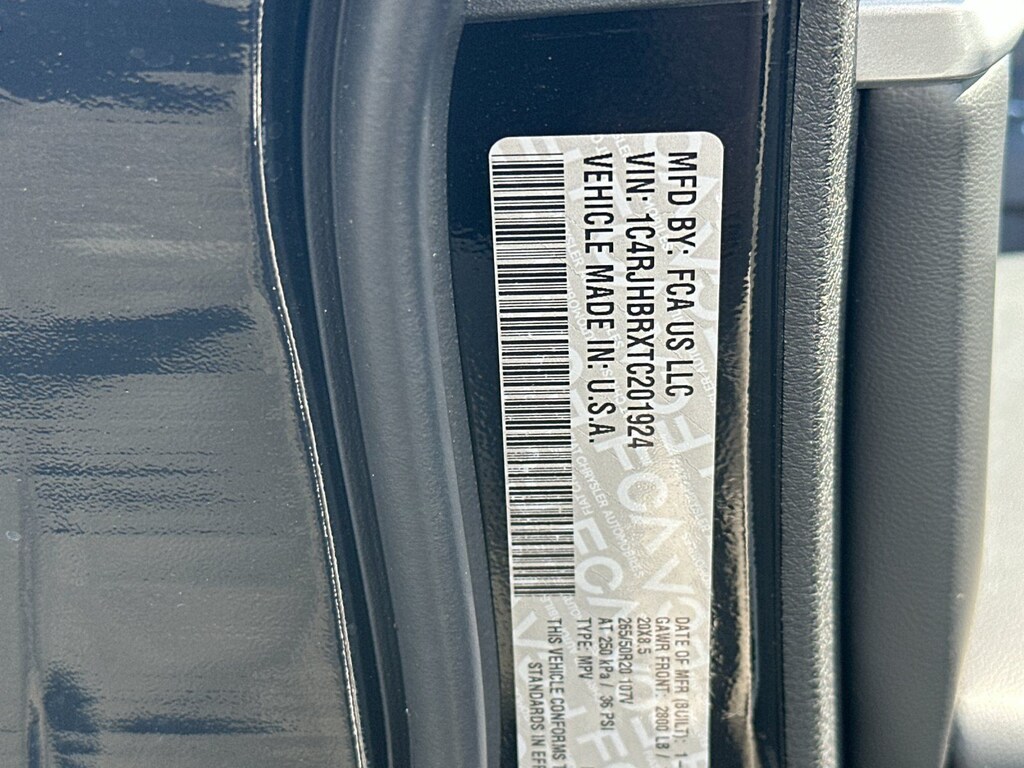 MFD BY: FCA US LLC
VIN: 1C4RJHBRXTC201924
VEHICLE MADE IN: U.S.A.
DATE OF MFR (BUILT): 1-
GAWR FRONT: 2800 LB /
20X8.5
265/50R20 107V
AT 250 kPa / 36 PSI
TYPE: MPV
THIS VEHICLE CONFORMS
STANDARDS IN